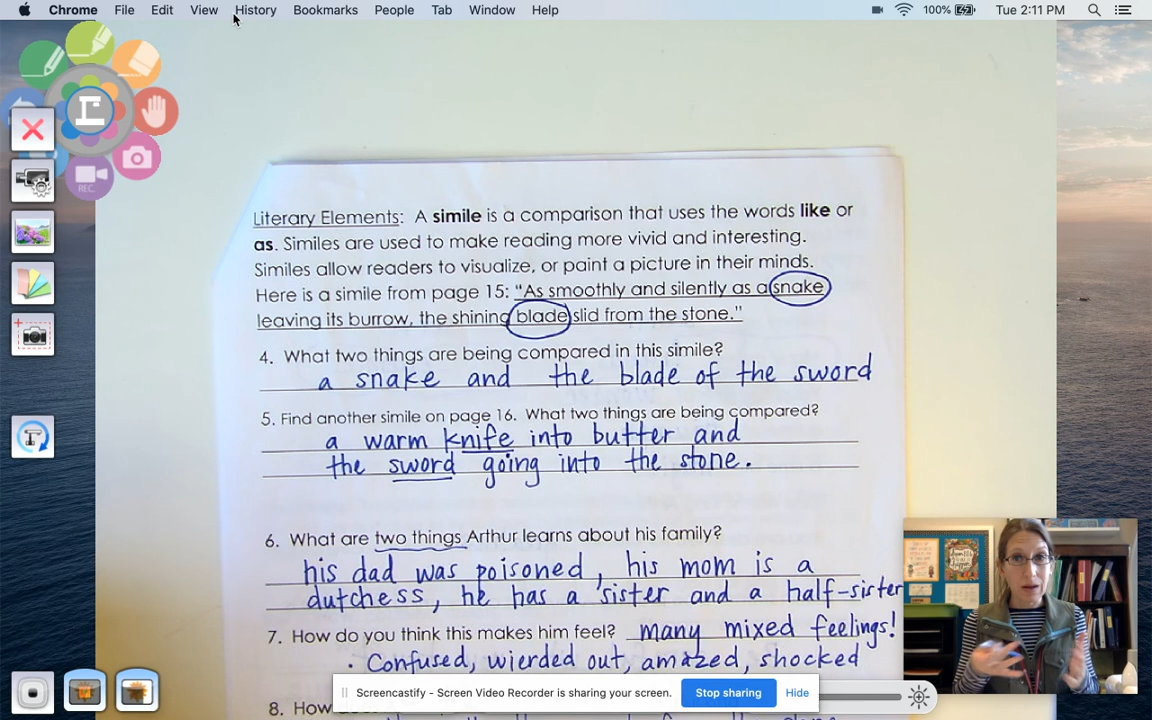 Chrome File Edit View History Bookmarks People Tab Window Help 100% Tue 2:11 PM
REC
Literary Elements: A simile is a comparison that uses the words like or
as. Similes are used to make reading more vivid and interesting.
Similes allow readers to visualize, or paint a picture in their minds.
Here is a simile from page 15: "As smoothly and silently as a snake
leaving its burrow, the shining blade slid from the stone."
4. What two things are being compared in this simile?
a snake and the blade of the sword
5. Find another simile on page 16. What two things are being compared?
a warm knife into butter and
the sword going into the stone.
6. What are two things Arthur learns about his family?
his dad was poisoned, his mom is a
dutchess, he has a sister and a half-sister
7. How do you think this makes him feel? many mixed feelings!
· Confused, wierded out, amazed, shocked
Screencastify - Screen Video Recorder is sharing your screen. Stop sharing Hide
8. How